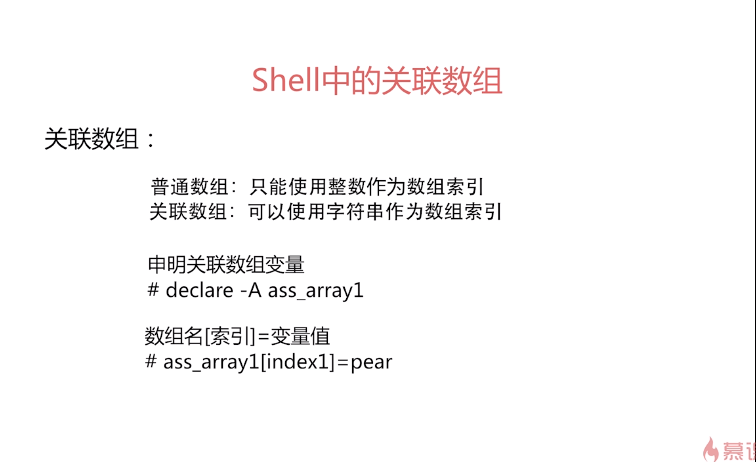 Shell中的关联数组
关联数组：
普通数组：只能使用整数作为数组索引
关联数组：可以使用字符串作为数组索引
申明关联数组变量
# declare -A ass_array1
数组名[索引]=变量值
# ass_array1[index1]=pear
慕